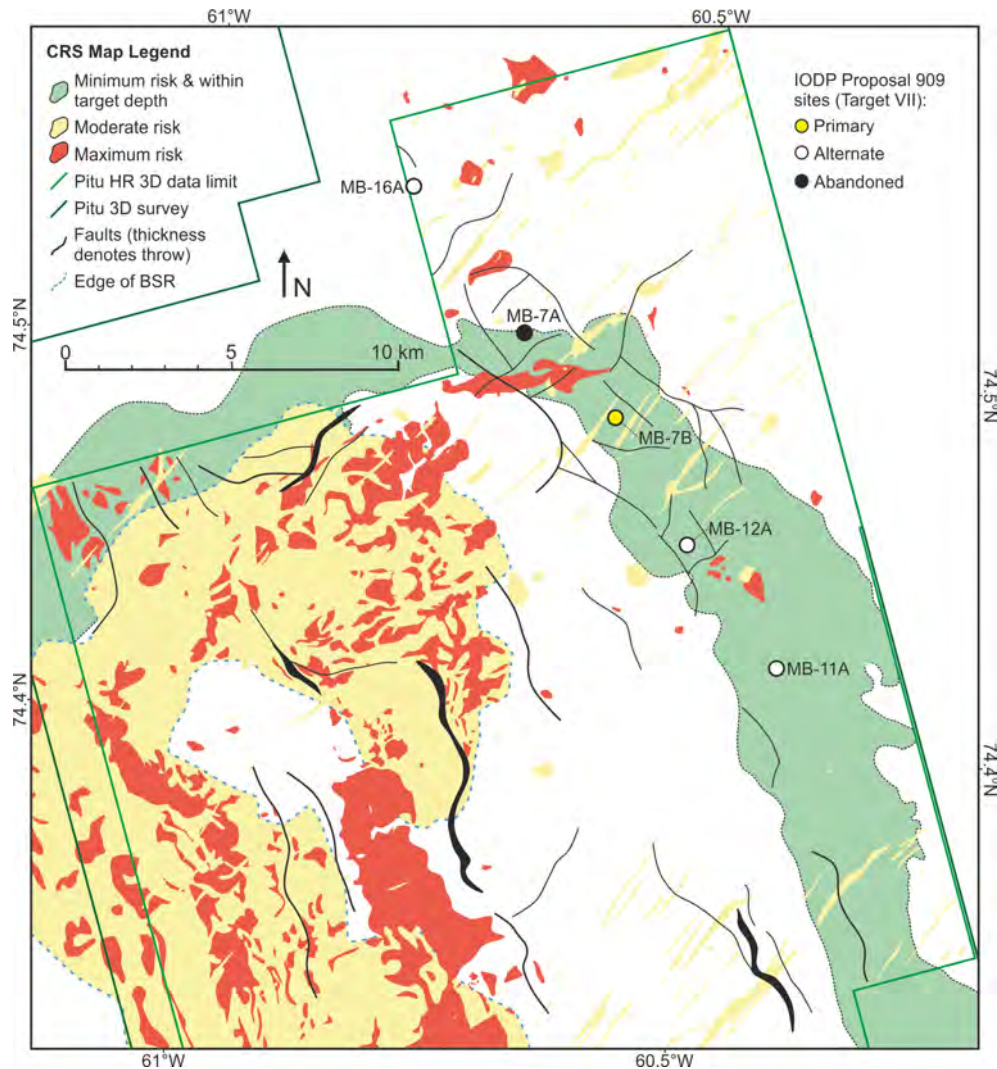 61°W
60.5°W
CRS Map Legend
Minimum risk & within
target depth
Moderate risk
Maximum risk
Pitu HR 3D data limit
Pitu 3D survey
Faults (thickness
denotes throw)
Edge of BSR
IODP Proposal 909
sites (Target VII):
Primary
Alternate
Abandoned
MB-16A
N
MB-7A
74.5°N
0
5
10 km
74.5°N
MB-7B
MB-12A
MB-11A
74.4°N
74.4°N
61°W
60.5°W